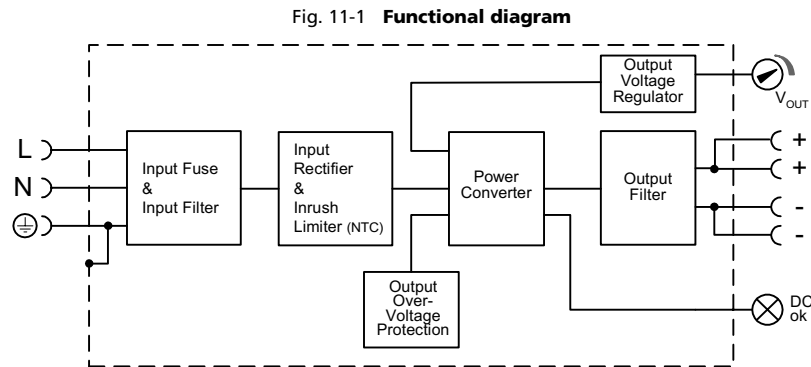 Fig. 11-1 Functional diagram
Output
Voltage
Regulator
VOUT
L
N
Input Fuse
&
Input Filter
Input
Rectifier
&
Inrush
Limiter (NTC)
Power
Converter
Output
Filter
+
+
-
-
Output
Over-
Voltage
Protection
DC
ok